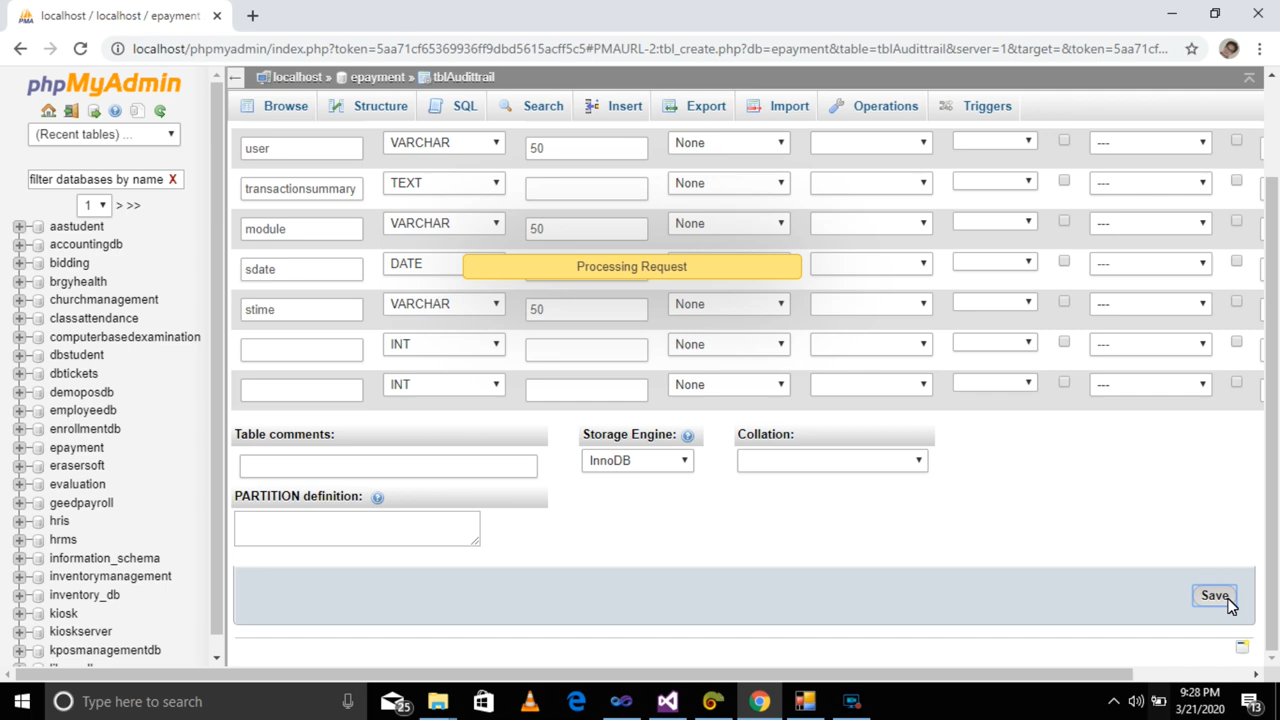 localhost / localhost / epayment
localhost/phpmyadmin/index.php?token=5aa71cf65369936ff9dbd5615acff5c5#PMAURL-2:tbl_create.php?db=epayment&table=tblAudittrail&server=1&target=&token=5aa71cf...
phpMyAdmin
(Recent tables) ...
filter databases by name X
1 > >>
aastudent
accountingdb
bidding
brgyhealth
churchmanagement
classattendance
computerbasedexamination
dbstudent
dbtickets
demoposdb
employeedb
enrollmentdb
epayment
erasersoft
evaluation
geedpayroll
hris
hrms
information_schema
inventorymanagement
inventory_db
kiosk
kioskserver
kposmanagementdb
localhost » epayment » tblAudittrail
Browse Structure SQL Search Insert Export Import Operations Triggers
user VARCHAR 50 None ---
transactionsummary TEXT None ---
module VARCHAR 50 None ---
sdate DATE ---
Processing Request
stime VARCHAR 50 None ---
INT None ---
INT None ---
Table comments: Storage Engine: Collation:
InnoDB
PARTITION definition:
Save
Type here to search
25
9:28 PM
3/21/2020
13